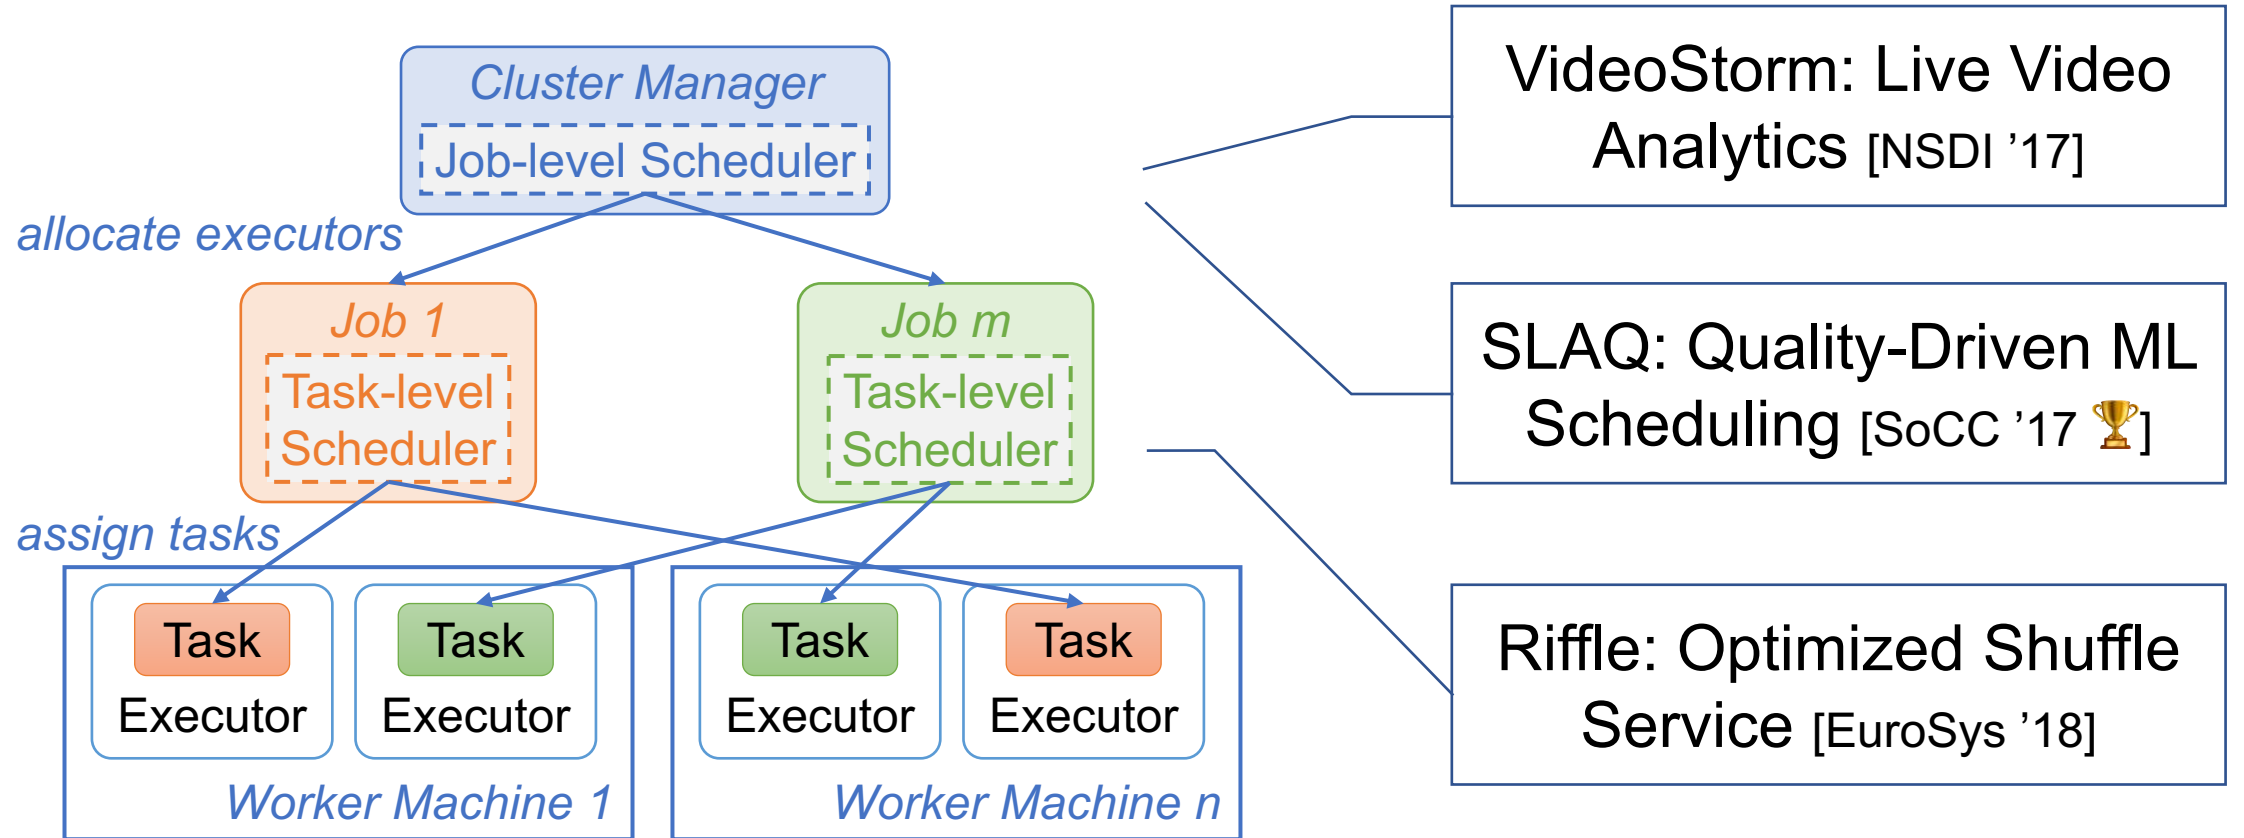 Cluster Manager
Job-level Scheduler
allocate executors
Job 1
Task-level
Scheduler
Job m
Task-level
Scheduler
assign tasks
Task
Executor
Task
Executor
Worker Machine 1
Task
Executor
Task
Executor
Worker Machine n
VideoStorm: Live Video
Analytics [NSDI ’17]
SLAQ: Quality-Driven ML
Scheduling [SoCC ’17 🏆]
Riffle: Optimized Shuffle
Service [EuroSys ’18]